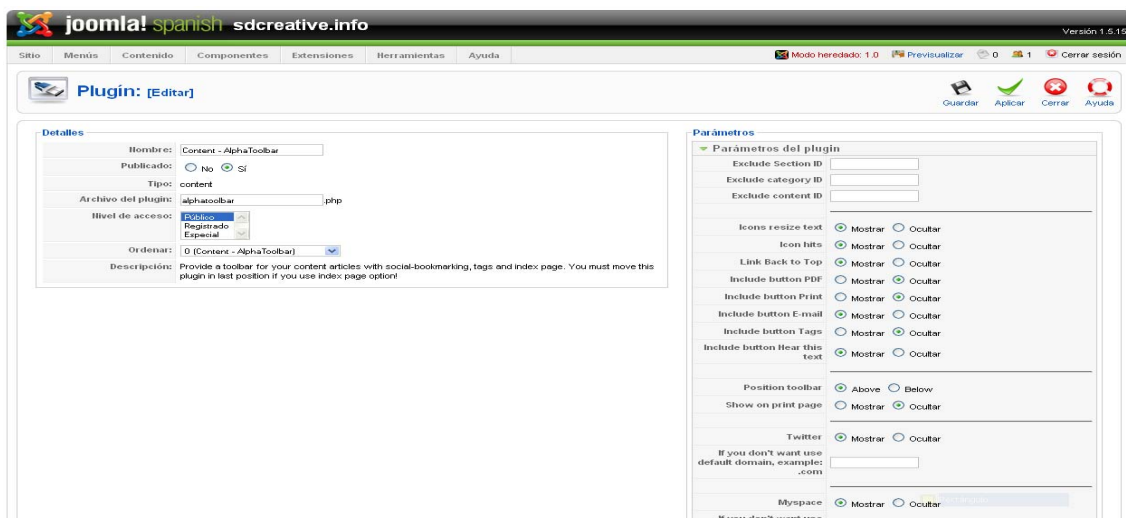 joomla! spanish sdcreative.info
Versión 1.5.15
Sitio Menús Contenido Componentes Extensiones Herramientas Ayuda
Modo heredado: 1.0 Previsualizar 0 1 Cerrar sesión
Plugin: [Editar]
Guardar Aplicar Cerrar Ayuda
Detalles
Nombre: Content - AlphaToolbar
Publicado: No Sí
Tipo: content
Archivo del plugin: alphatoolbar .php
Nivel de acceso: Público
Registrado
Especial
Ordenar: 0 (Content - AlphaToolbar)
Descripción: Provide a toolbar for your content articles with social-bookmarking, tags and index page. You must move this
plugin in last position if you use index page option!
Parámetros
Parámetros del plugin
Exclude Section ID
Exclude category ID
Exclude content ID
Icons resize text Mostrar Ocultar
Icon hits Mostrar Ocultar
Link Back to Top Mostrar Ocultar
Include button PDF Mostrar Ocultar
Include button Print Mostrar Ocultar
Include button E-mail Mostrar Ocultar
Include button Tags Mostrar Ocultar
Include button Hear this
text Mostrar Ocultar
Position toolbar Above Below
Show on print page Mostrar Ocultar
Twitter Mostrar Ocultar
If you don't want use
default domain, example:
.com
Myspace Mostrar Ocultar
If you don't want use